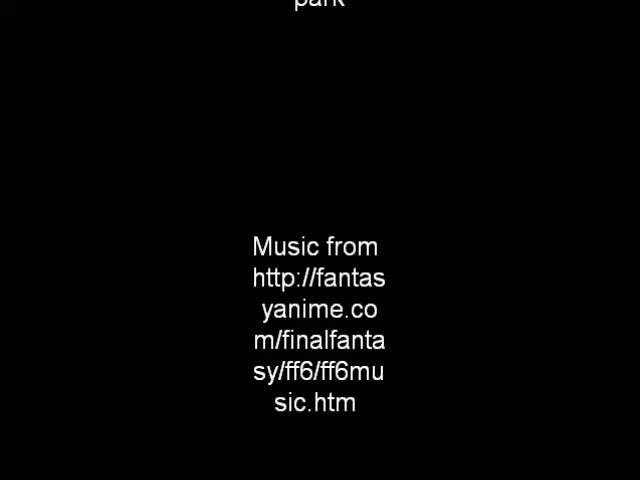 park
Music from
http://fantas
yanime.co
m/finalfanta
sy/ff6/ff6mu
sic.htm